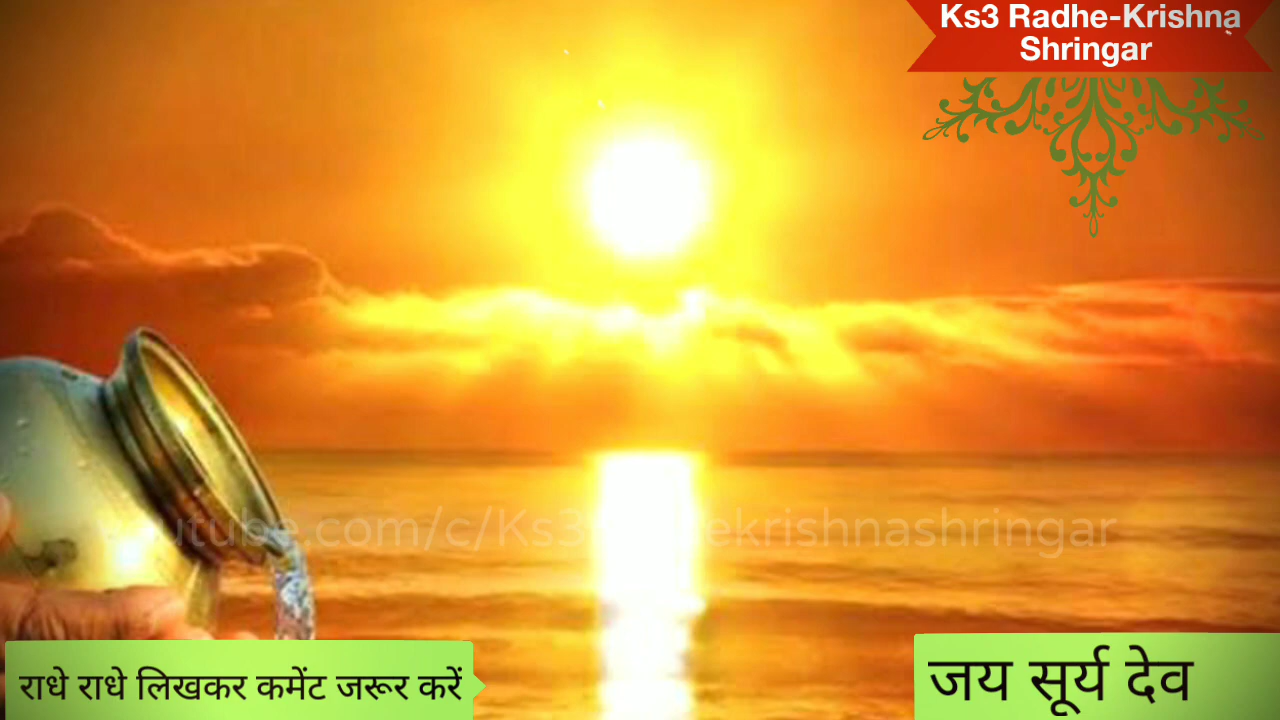 Ks3 Radhe-Krishna
Shringar
राधे राधे लिखकर कमेंट जरूर करें
जय सूर्य देव